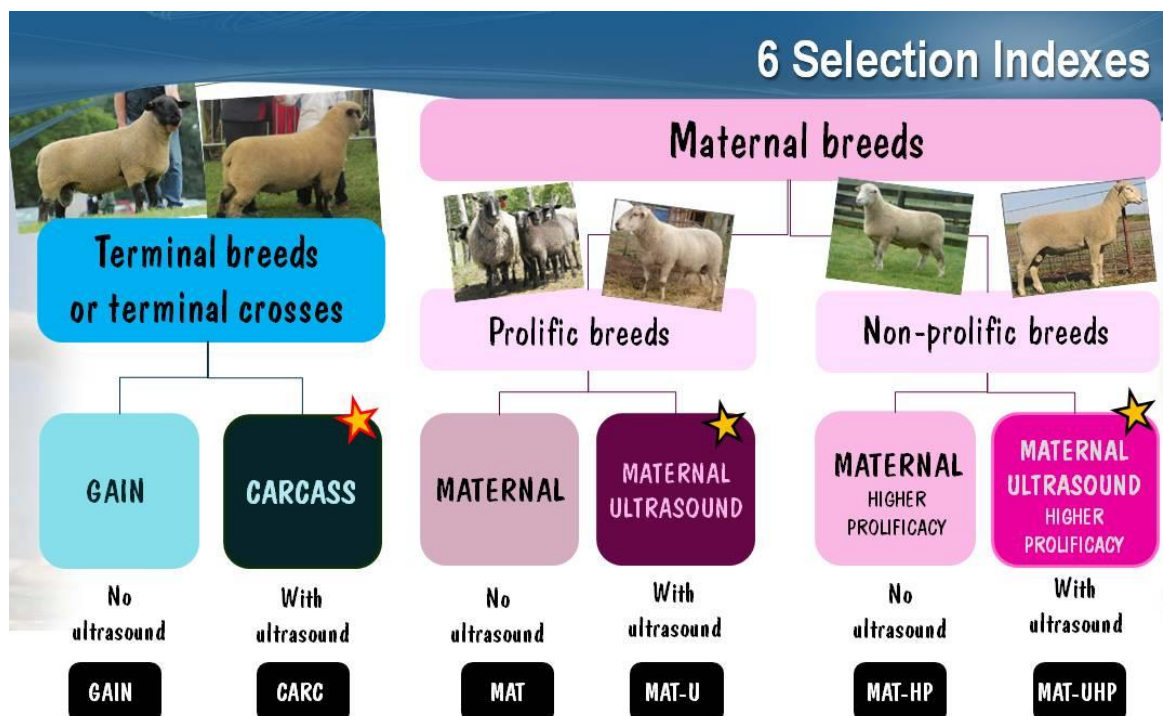 6 Selection Indexes
Maternal breeds
Terminal breeds
or terminal crosses
Prolific breeds
Non-prolific breeds
GAIN
CARCASS
MATERNAL
MATERNAL
ULTRASOUND
MATERNAL
HIGHER
PROLIFICACY
MATERNAL
ULTRASOUND
HIGHER
PROLIFICACY
No
ultrasound
With
ultrasound
No
ultrasound
With
ultrasound
No
ultrasound
With
ultrasound
GAIN
CARC
MAT
MAT-U
MAT-HP
MAT-UHP